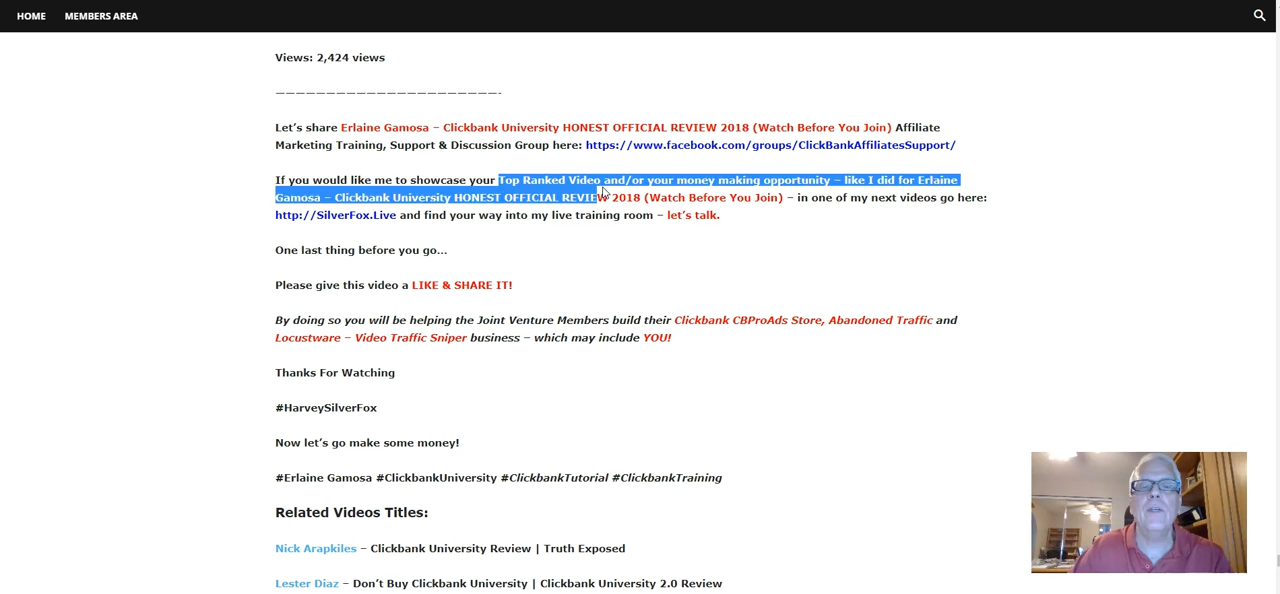 HOME MEMBERS AREA
Views: 2,424 views
——————————————————————-
Let’s share Erlaine Gamosa – Clickbank University HONEST OFFICIAL REVIEW 2018 (Watch Before You Join) Affiliate
Marketing Training, Support & Discussion Group here: https://www.facebook.com/groups/ClickBankAffiliatesSupport/
If you would like me to showcase your Top Ranked Video and/or your money making opportunity – like I did for Erlaine
Gamosa – Clickbank University HONEST OFFICIAL REVIEW 2018 (Watch Before You Join) – in one of my next videos go here:
http://SilverFox.Live and find your way into my live training room – let’s talk.
One last thing before you go…
Please give this video a LIKE & SHARE IT!
By doing so you will be helping the Joint Venture Members build their Clickbank CBProAds Store, Abandoned Traffic and
Locustware – Video Traffic Sniper business – which may include YOU!
Thanks For Watching
#HarveySilverFox
Now let’s go make some money!
#Erlaine Gamosa #ClickbankUniversity #ClickbankTutorial #ClickbankTraining
Related Videos Titles:
Nick Arapkiles – Clickbank University Review | Truth Exposed
Lester Diaz – Don’t Buy Clickbank University | Clickbank University 2.0 Review